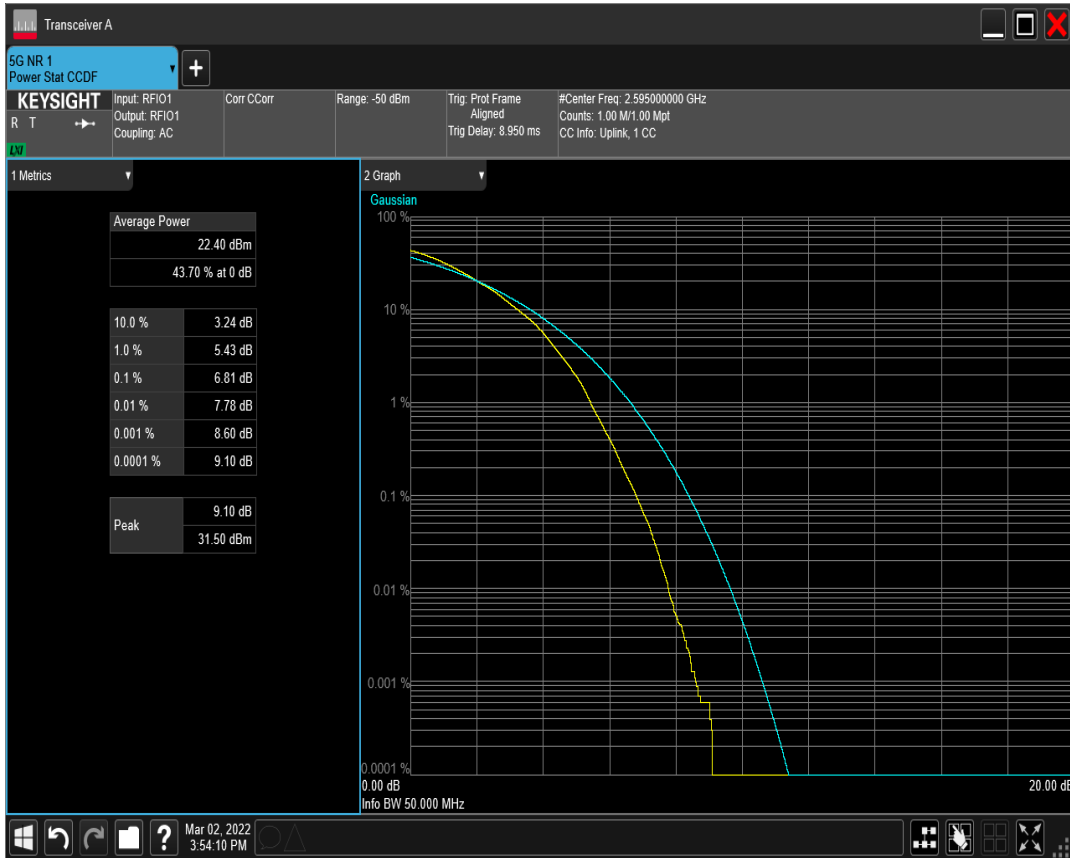 Transceiver A
5G NR 1
Power Stat CCDF
KEYSIGHT
R T
LXI
Input: RFIO1
Output: RFIO1
Coupling: AC
Corr CCorr
Range: -50 dBm
Trig: Prot Frame
Aligned
Trig Delay: 8.950 ms
#Center Freq: 2.595000000 GHz
Counts: 1.00 M/1.00 Mpt
CC Info: Uplink, 1 CC
1 Metrics
Average Power
22.40 dBm
43.70 % at 0 dB
10.0 % 3.24 dB
1.0 % 5.43 dB
0.1 % 6.81 dB
0.01 % 7.78 dB
0.001 % 8.60 dB
0.0001 % 9.10 dB
Peak 9.10 dB
31.50 dBm
2 Graph
Gaussian
100 %
10 %
1 %
0.1 %
0.01 %
0.001 %
0.0001 %
0.00 dB 20.00 dB
Info BW 50.000 MHz
Mar 02, 2022
3:54:10 PM